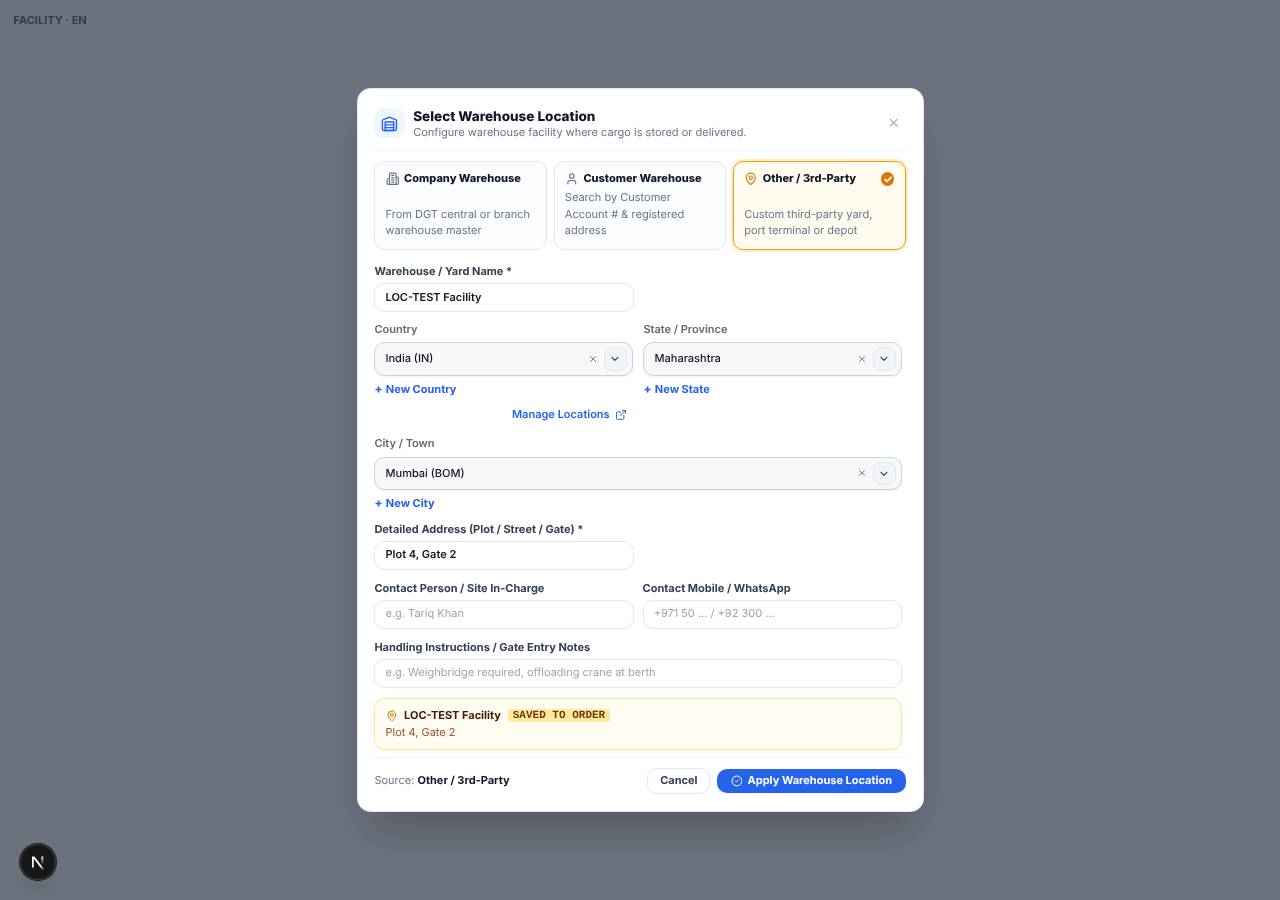 FACILITY · EN
Select Warehouse Location
Configure warehouse facility where cargo is stored or delivered.
Company Warehouse
From DGT central or branch
warehouse master
Customer Warehouse
Search by Customer
Account # & registered
address
Other / 3rd-Party
Custom third-party yard,
port terminal or depot
Warehouse / Yard Name *
LOC-TEST Facility
Country
State / Province
India (IN)
Maharashtra
+ New Country
+ New State
Manage Locations
City / Town
Mumbai (BOM)
+ New City
Detailed Address (Plot / Street / Gate) *
Plot 4, Gate 2
Contact Person / Site In-Charge
Contact Mobile / WhatsApp
e.g. Tariq Khan
+971 50 ... / +92 300 ...
Handling Instructions / Gate Entry Notes
e.g. Weighbridge required, offloading crane at berth
LOC-TEST Facility SAVED TO ORDER
Plot 4, Gate 2
Source: Other / 3rd-Party
Cancel
Apply Warehouse Location
N